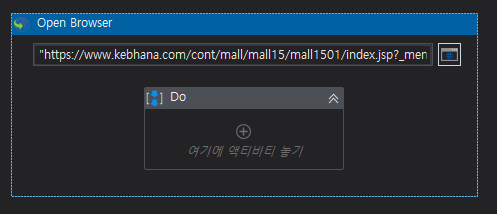 Open Browser
"https://www.kebhana.com/cont/mall/mall15/mall1501/index.jsp?_men
Do
여기에 액티비티 놓기